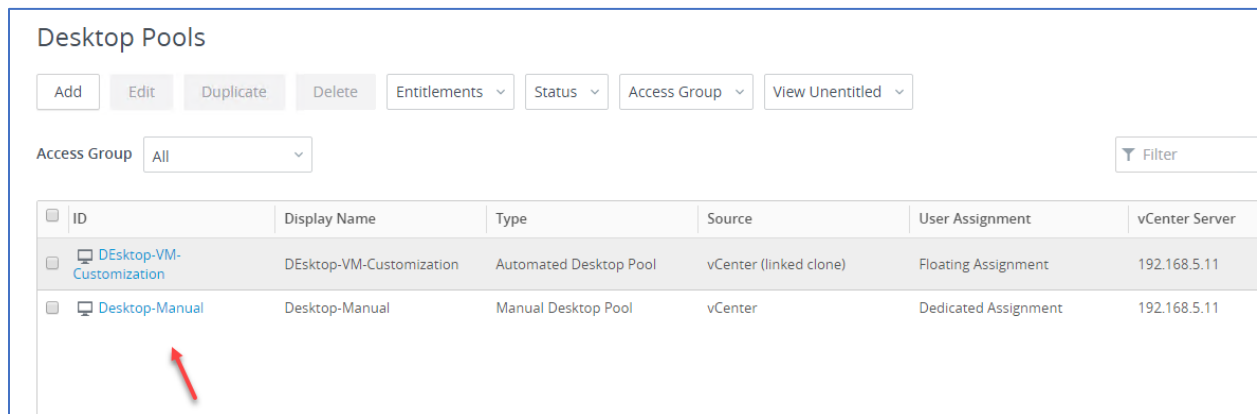 Desktop Pools
Add Edit Duplicate Delete Entitlements Status Access Group View Unentitled
Access Group All Filter
ID Display Name Type Source User Assignment vCenter Server
DEsktop-VM-
Customization DEsktop-VM-Customization Automated Desktop Pool vCenter (linked clone) Floating Assignment 192.168.5.11
Desktop-Manual Desktop-Manual Manual Desktop Pool vCenter Dedicated Assignment 192.168.5.11